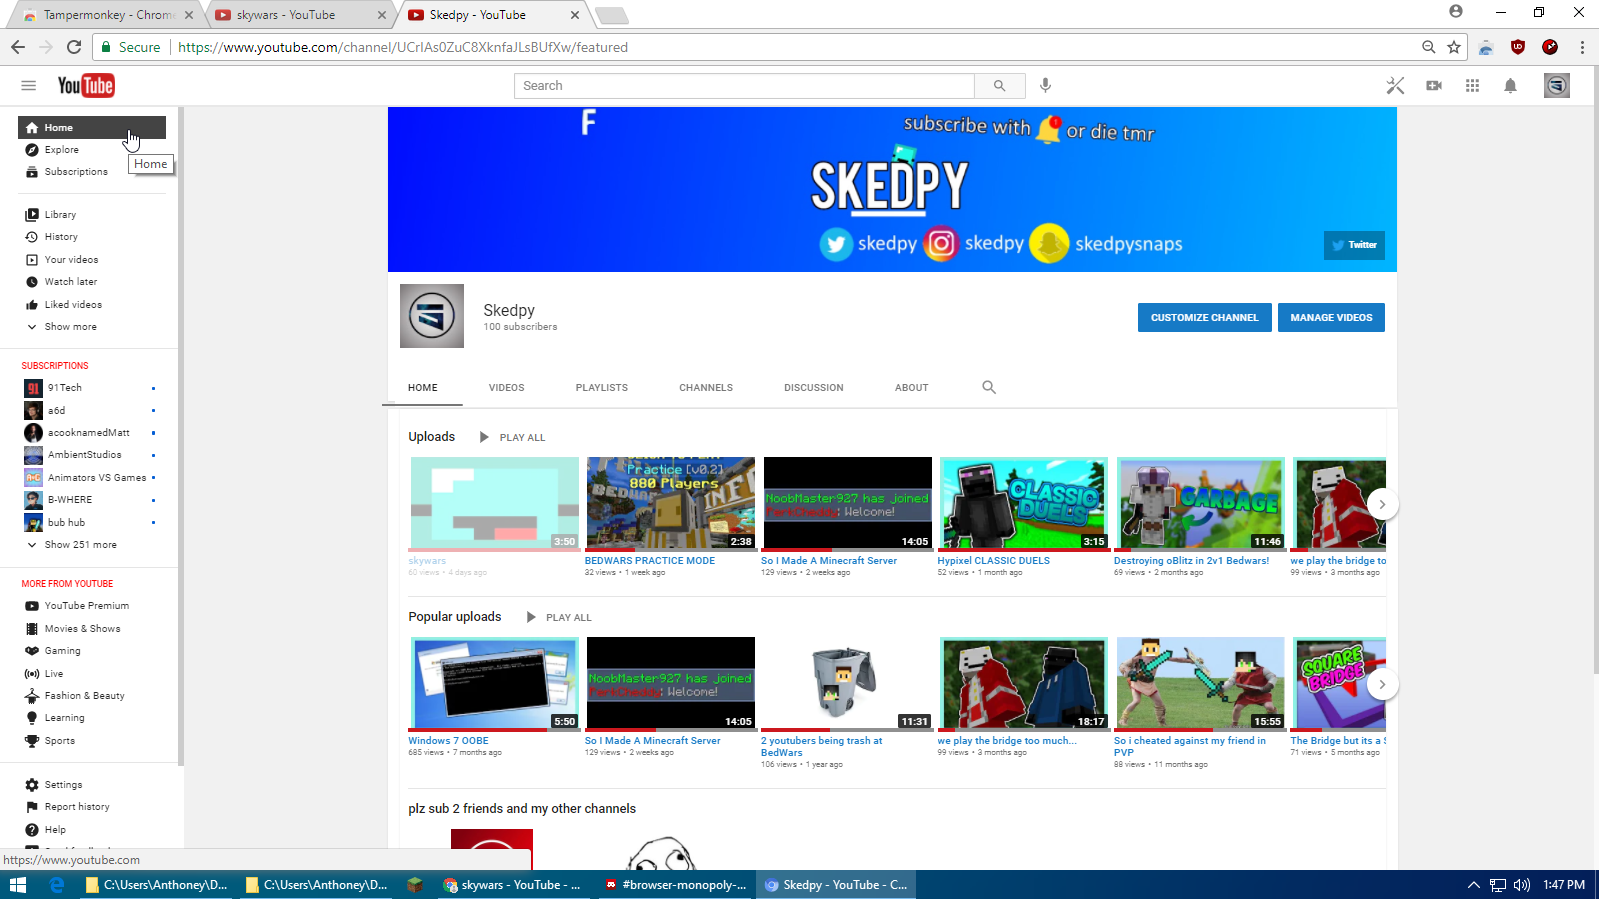 Tampermonkey - Chrome
skywars - YouTube
Skedpy - YouTube
Secure
https://www.youtube.com/channel/UCrlAs0ZuC8XknfaJLsBUfXw/featured
YouTube
Search
Home
Explore
Home
Subscriptions
Library
History
Your videos
Watch later
Liked videos
Show more
SUBSCRIPTIONS
91 91Tech
a6d
acooknamedMatt
AmbientStudios
Animators VS Games
B-WHERE
bub hub
Show 251 more
MORE FROM YOUTUBE
YouTube Premium
Movies & Shows
Gaming
Live
Fashion & Beauty
Learning
Sports
Settings
Report history
Help
https://www.youtube.com
F
subscribe with 1 or die tmr
SKEDPY
skedpy skedpy skedpysnaps
Twitter
Skedpy
100 subscribers
CUSTOMIZE CHANNEL
MANAGE VIDEOS
HOME VIDEOS PLAYLISTS CHANNELS DISCUSSION ABOUT
Uploads PLAY ALL
3:50
skywars
60 views • 4 days ago
Practice [v0.2]
880 Players
BEDWARS
2:38
BEDWARS PRACTICE MODE
32 views • 1 week ago
NoobMaster927 has joined
PorkCheddy: Welcome!
14:05
So I Made A Minecraft Server
129 views • 2 weeks ago
CLASSIC
DUELS
3:15
Hypixel CLASSIC DUELS
52 views • 1 month ago
GARBAGE
11:46
Destroying oBlitz in 2v1 Bedwars!
69 views • 2 months ago
we play the bridge to
99 views • 3 months
Popular uploads PLAY ALL
5:50
Windows 7 OOBE
685 views • 7 months ago
NoobMaster927 has joined
PorkCheddy: Welcome!
14:05
So I Made A Minecraft Server
129 views • 2 weeks ago
11:31
2 youtubers being trash at
BedWars
106 views • 1 year ago
18:17
we play the bridge too much...
99 views • 3 months ago
15:55
So i cheated against my friend in
PVP
88 views • 11 months ago
SQUARE
BRIDGE
The Bridge but its a S
71 views • 5 months ago
plz sub 2 friends and my other channels
C:\Users\Anthoney\D...
C:\Users\Anthoney\D...
skywars - YouTube - ...
#browser-monopoly-...
Skedpy - YouTube - C...
1:47 PM